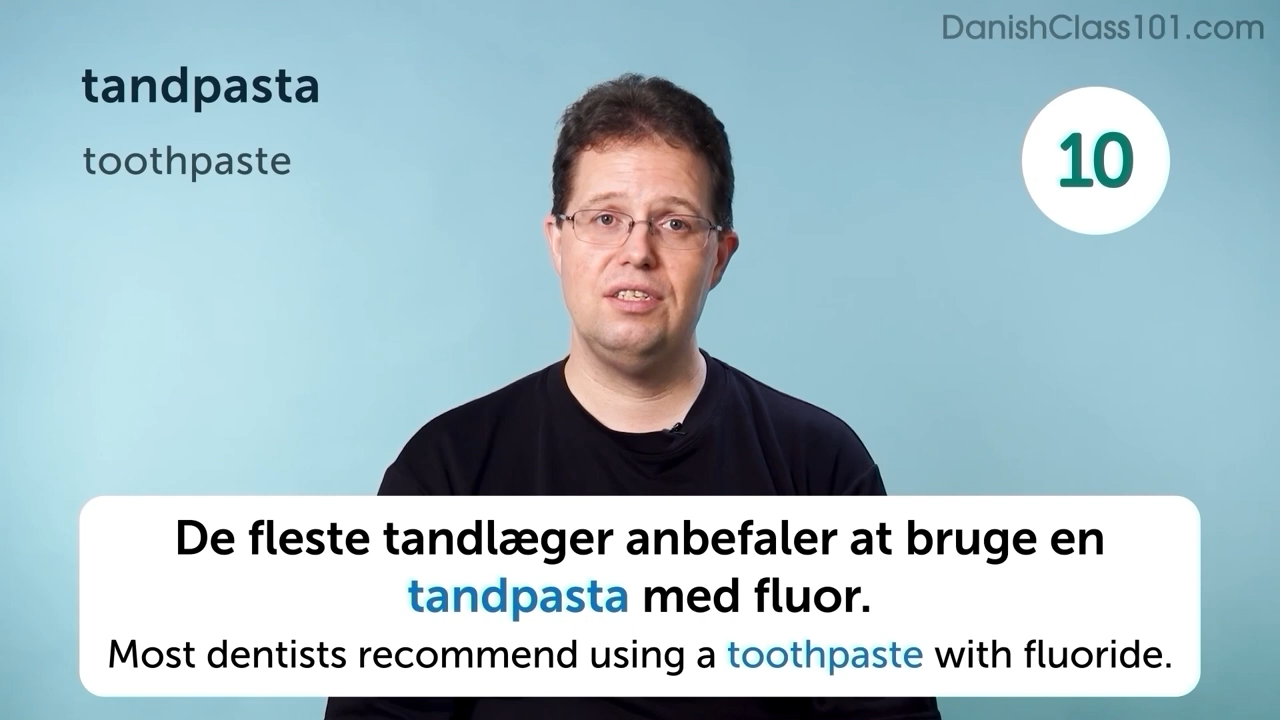 DanishClass101.com
tandpasta
toothpaste
10
De fleste tandlæger anbefaler at bruge en
tandpasta med fluor.
Most dentists recommend using a toothpaste with fluoride.